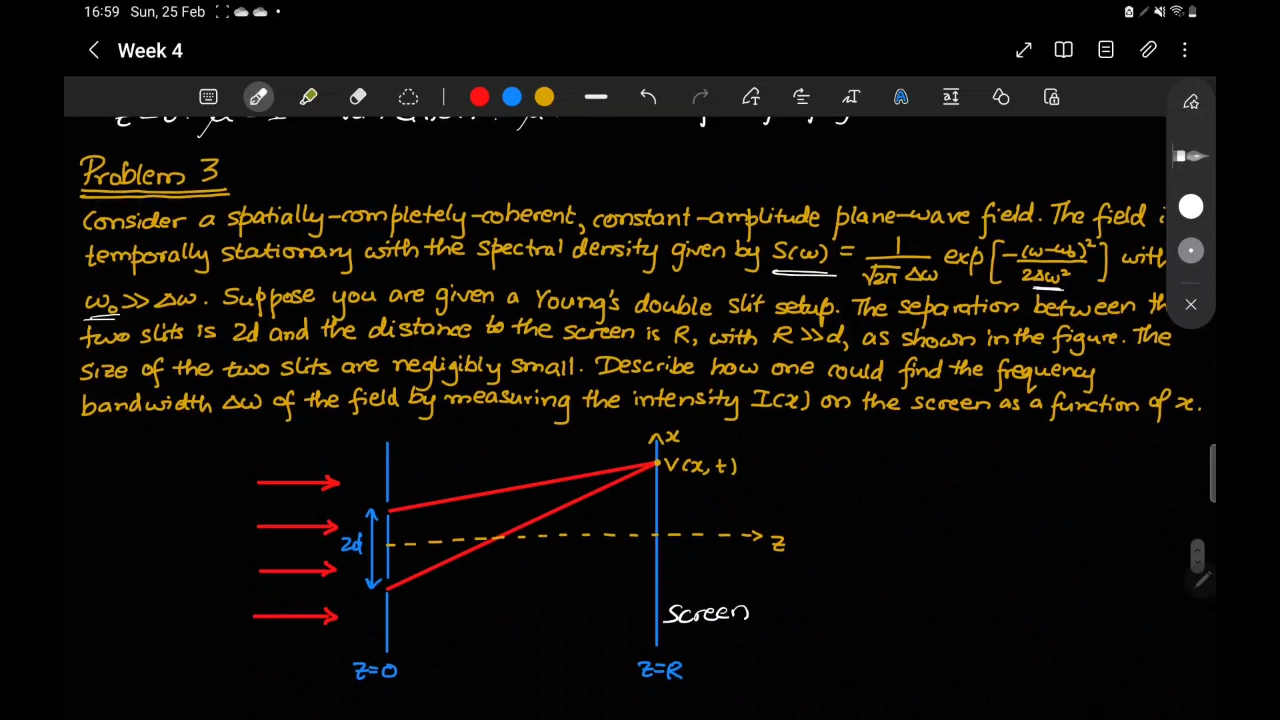 16:59 Sun, 25 Feb
Week 4
Problem 3
Consider a spatially-completely-coherent, constant-amplitude plane-wave field. The field i
temporally stationary with the spectral density given by S(ω) = 1/(√2π Δω) exp[-(ω-ω₀)²/2Δω²] with
ω₀ >> Δω. Suppose you are given a Young's double slit setup. The separation between th
two slits is 2d and the distance to the screen is R, with R >> d, as shown in the figure. The
size of the two slits are negligibly small. Describe how one could find the frequency
bandwidth Δω of the field by measuring the intensity I(x) on the screen as a function of x.
x
V(x, t)
2d
z
Screen
z=0
z=R